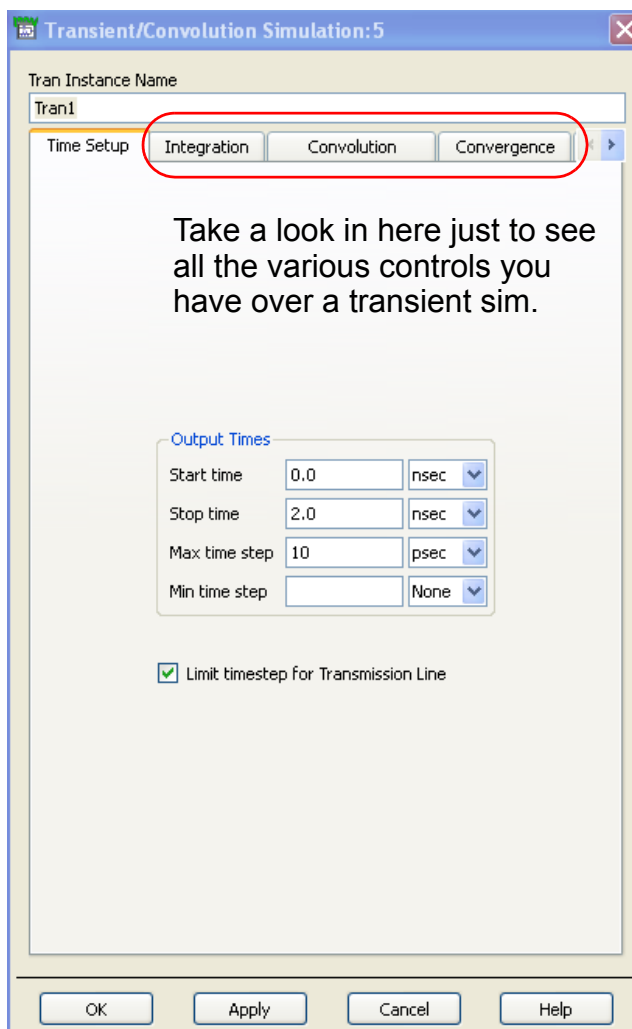 Transient/Convolution Simulation:5
Tran Instance Name
Tran1
Time Setup Integration Convolution Convergence
Take a look in here just to see
all the various controls you
have over a transient sim.
Output Times
Start time 0.0 nsec
Stop time 2.0 nsec
Max time step 10 psec
Min time step None
Limit timestep for Transmission Line
OK Apply Cancel Help